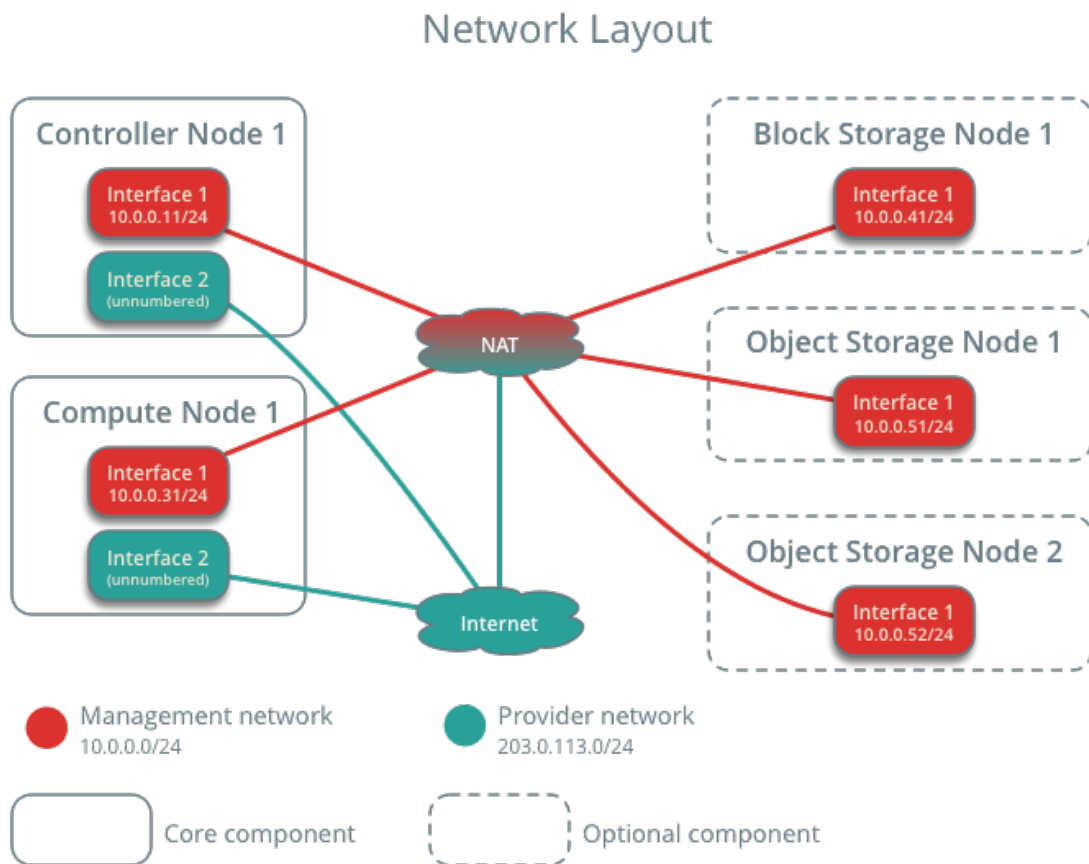 Network Layout
Controller Node 1
Interface 1
10.0.0.11/24
Interface 2
(unnumbered)
Compute Node 1
Interface 1
10.0.0.31/24
Interface 2
(unnumbered)
NAT
Internet
Block Storage Node 1
Interface 1
10.0.0.41/24
Object Storage Node 1
Interface 1
10.0.0.51/24
Object Storage Node 2
Interface 1
10.0.0.52/24
Management network
10.0.0.0/24
Provider network
203.0.113.0/24
Core component
Optional component